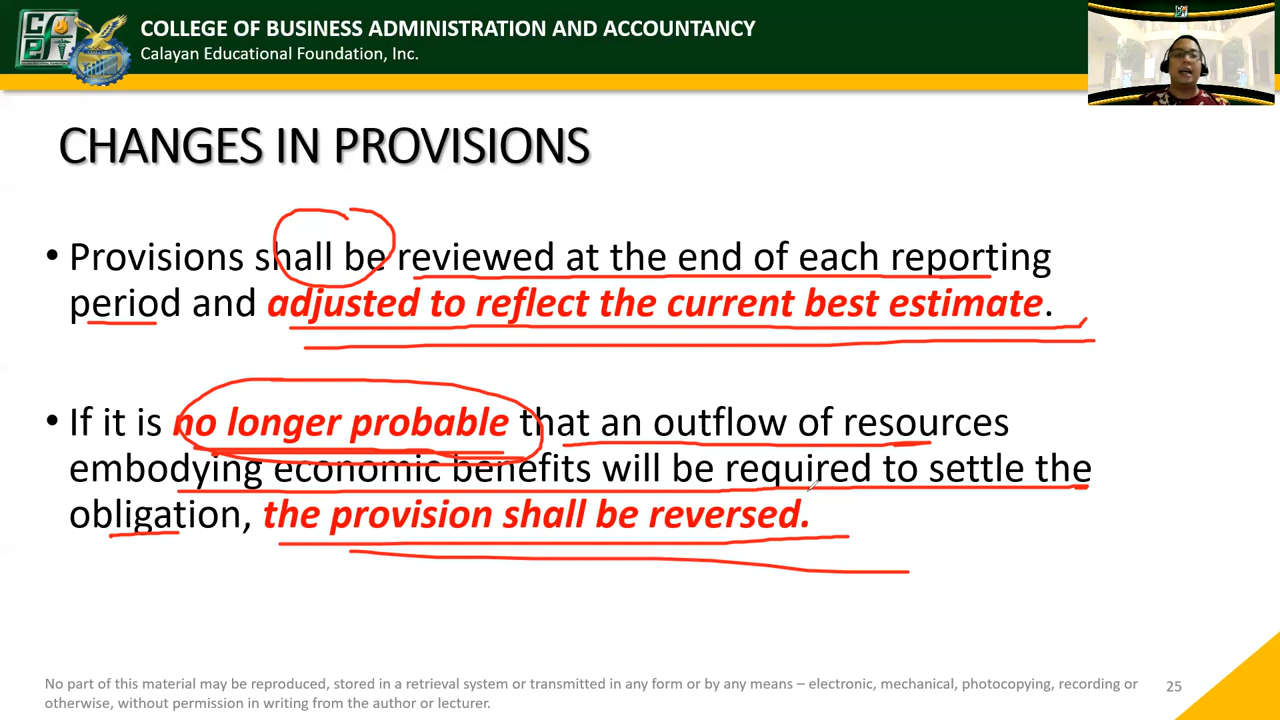 COLLEGE OF BUSINESS ADMINISTRATION AND ACCOUNTANCY
Calayan Educational Foundation, Inc.
CHANGES IN PROVISIONS
• Provisions shall be reviewed at the end of each reporting
period and adjusted to reflect the current best estimate.
• If it is no longer probable that an outflow of resources
embodying economic benefits will be required to settle the
obligation, the provision shall be reversed.
No part of this material may be reproduced, stored in a retrieval system or transmitted in any form or by any means – electronic, mechanical, photocopying, recording or
otherwise, without permission in writing from the author or lecturer.
25